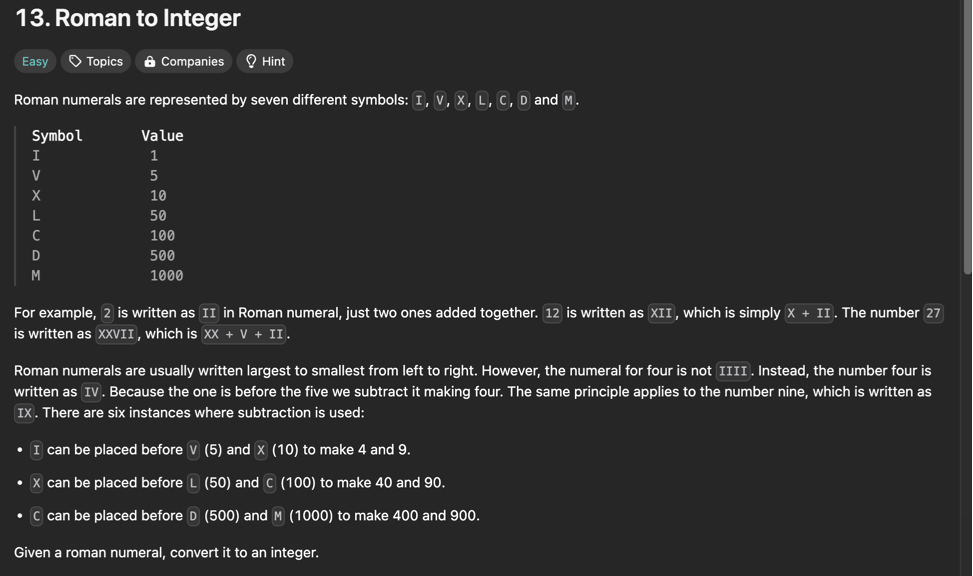 13. Roman to Integer
Easy Topics Companies Hint
Roman numerals are represented by seven different symbols: I, V, X, L, C, D and M.
Symbol Value
I 1
V 5
X 10
L 50
C 100
D 500
M 1000
For example, 2 is written as II in Roman numeral, just two ones added together. 12 is written as XII, which is simply X + II. The number 27
is written as XXVII, which is XX + V + II.
Roman numerals are usually written largest to smallest from left to right. However, the numeral for four is not IIII. Instead, the number four is
written as IV. Because the one is before the five we subtract it making four. The same principle applies to the number nine, which is written as
IX. There are six instances where subtraction is used:
• I can be placed before V (5) and X (10) to make 4 and 9.
• X can be placed before L (50) and C (100) to make 40 and 90.
• C can be placed before D (500) and M (1000) to make 400 and 900.
Given a roman numeral, convert it to an integer.